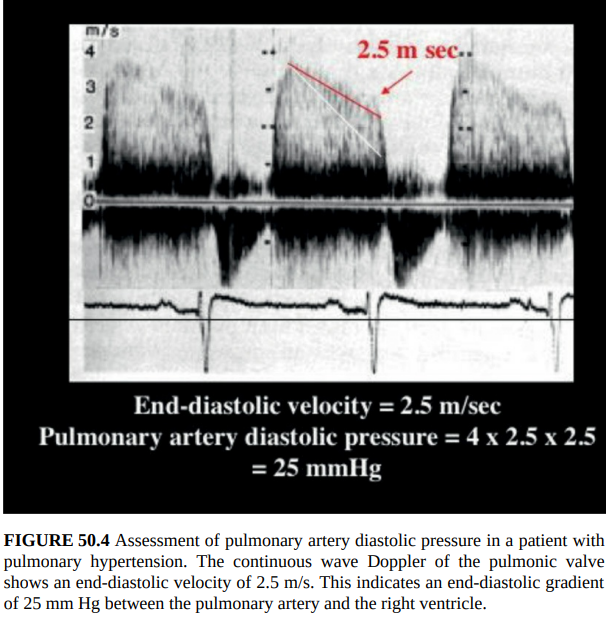 m/s
4
2.5 m sec
3
2
1
0
End-diastolic velocity = 2.5 m/sec
Pulmonary artery diastolic pressure = 4 x 2.5 x 2.5
= 25 mmHg
FIGURE 50.4 Assessment of pulmonary artery diastolic pressure in a patient with
pulmonary hypertension. The continuous wave Doppler of the pulmonic valve
shows an end-diastolic velocity of 2.5 m/s. This indicates an end-diastolic gradient
of 25 mm Hg between the pulmonary artery and the right ventricle.